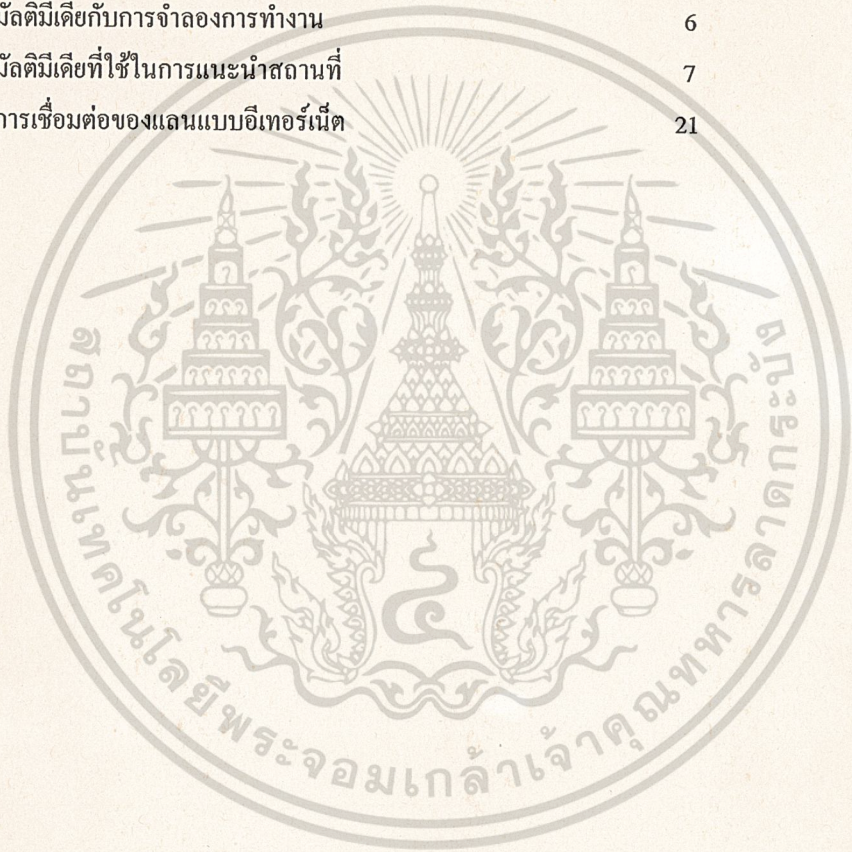 มัลติมีเดียกับการจำลองการทำงาน 6
มัลติมีเดียที่ใช้ในการแนะนำสถานที่ 7
การเชื่อมต่อของแลนแบบอีเทอร์เน็ต 21
สถาบันเทคโนโลยีพระจอมเกล้าเจ้าคุณทหารลาดกระบัง
๔